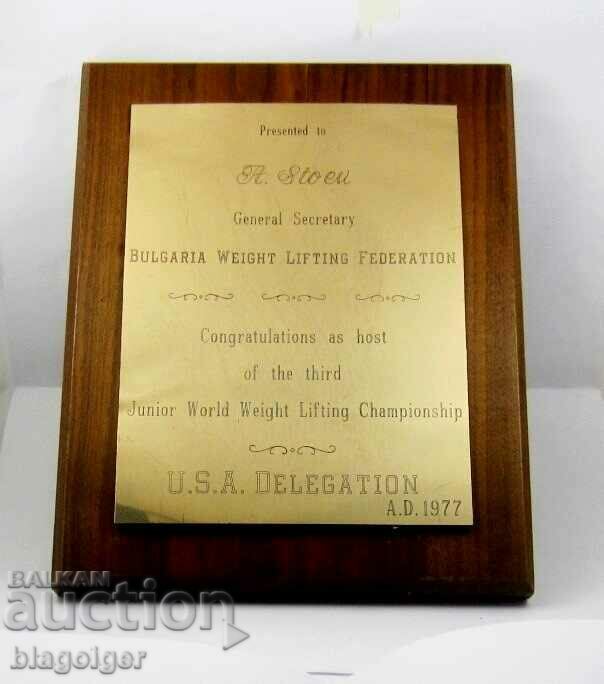 Presented to
A. Stoev
General Secretary
Bulgaria Weight Lifting Federation
Congratulations as host
of the third
Junior World Weight Lifting Championship
U.S.A. Delegation
A.D. 1977
BALKAN
auction
blagoiger